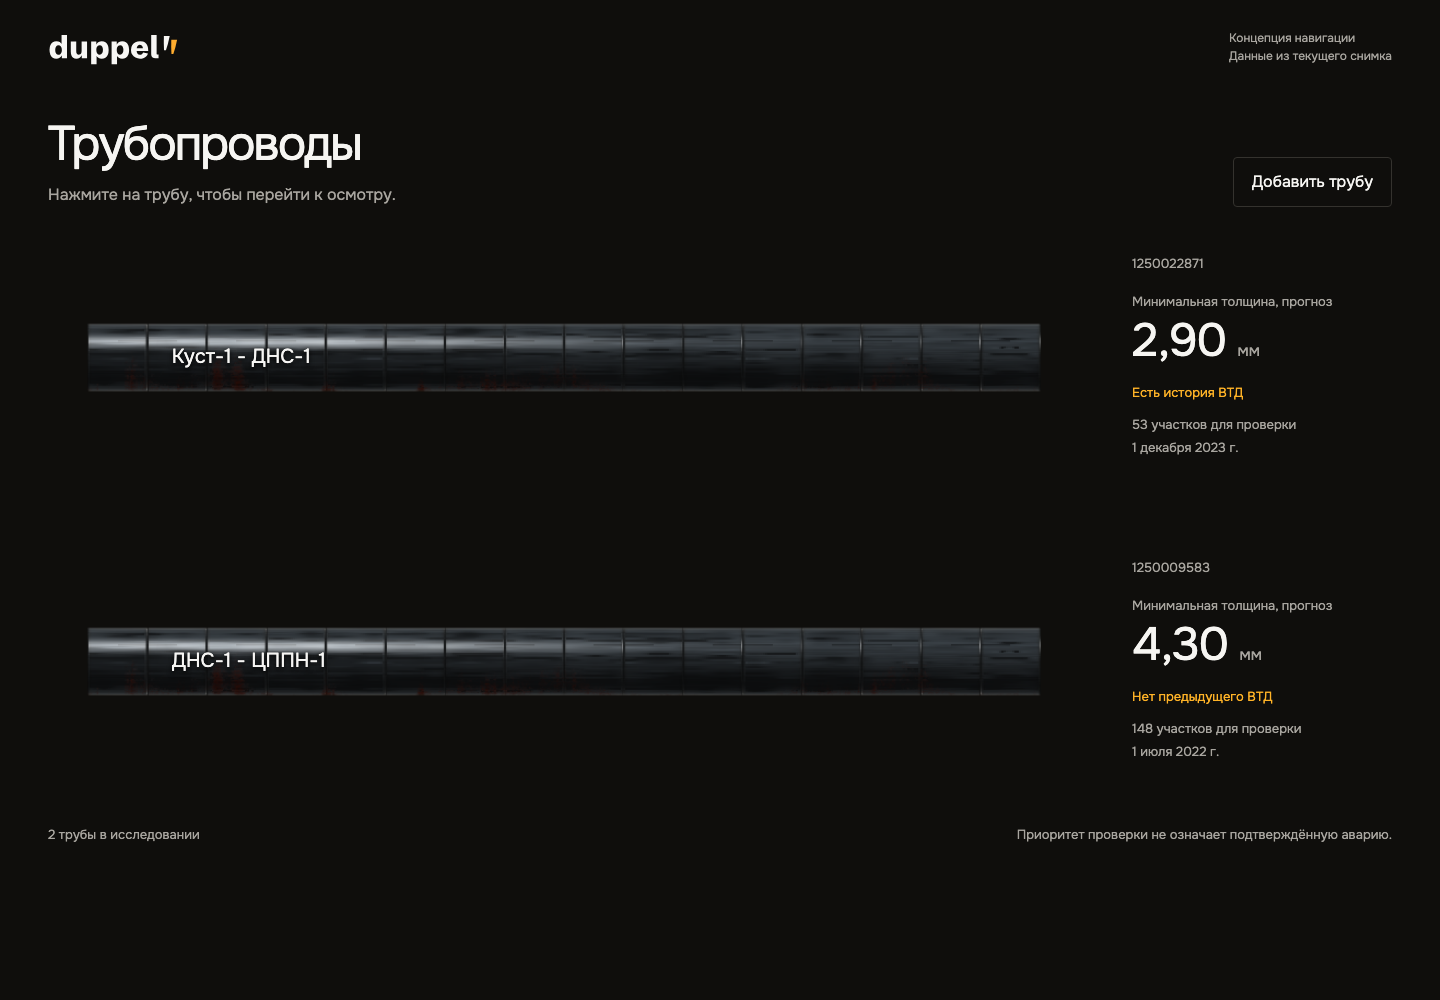 duppel
Концепция навигации
Данные из текущего снимка
Трубопроводы
Нажмите на трубу, чтобы перейти к осмотру.
Добавить трубу
Куст-1 - ДНС-1
1250022871
Минимальная толщина, прогноз
2,90 мм
Есть история ВТД
53 участков для проверки
1 декабря 2023 г.
ДНС-1 - ЦППН-1
1250009583
Минимальная толщина, прогноз
4,30 мм
Нет предыдущего ВТД
148 участков для проверки
1 июля 2022 г.
2 трубы в исследовании
Приоритет проверки не означает подтверждённую аварию.